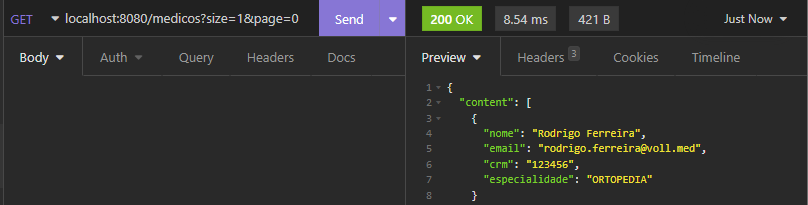 GET localhost:8080/medicos?size=1&page=0 Send 200 OK 8.54 ms 421 B Just Now
Body Auth Query Headers Docs Preview Headers 3 Cookies Timeline
1 {
2 "content": [
3 {
4 "nome": "Rodrigo Ferreira",
5 "email": "rodrigo.ferreira@voll.med",
6 "crm": "123456",
7 "especialidade": "ORTOPEDIA"
8 }